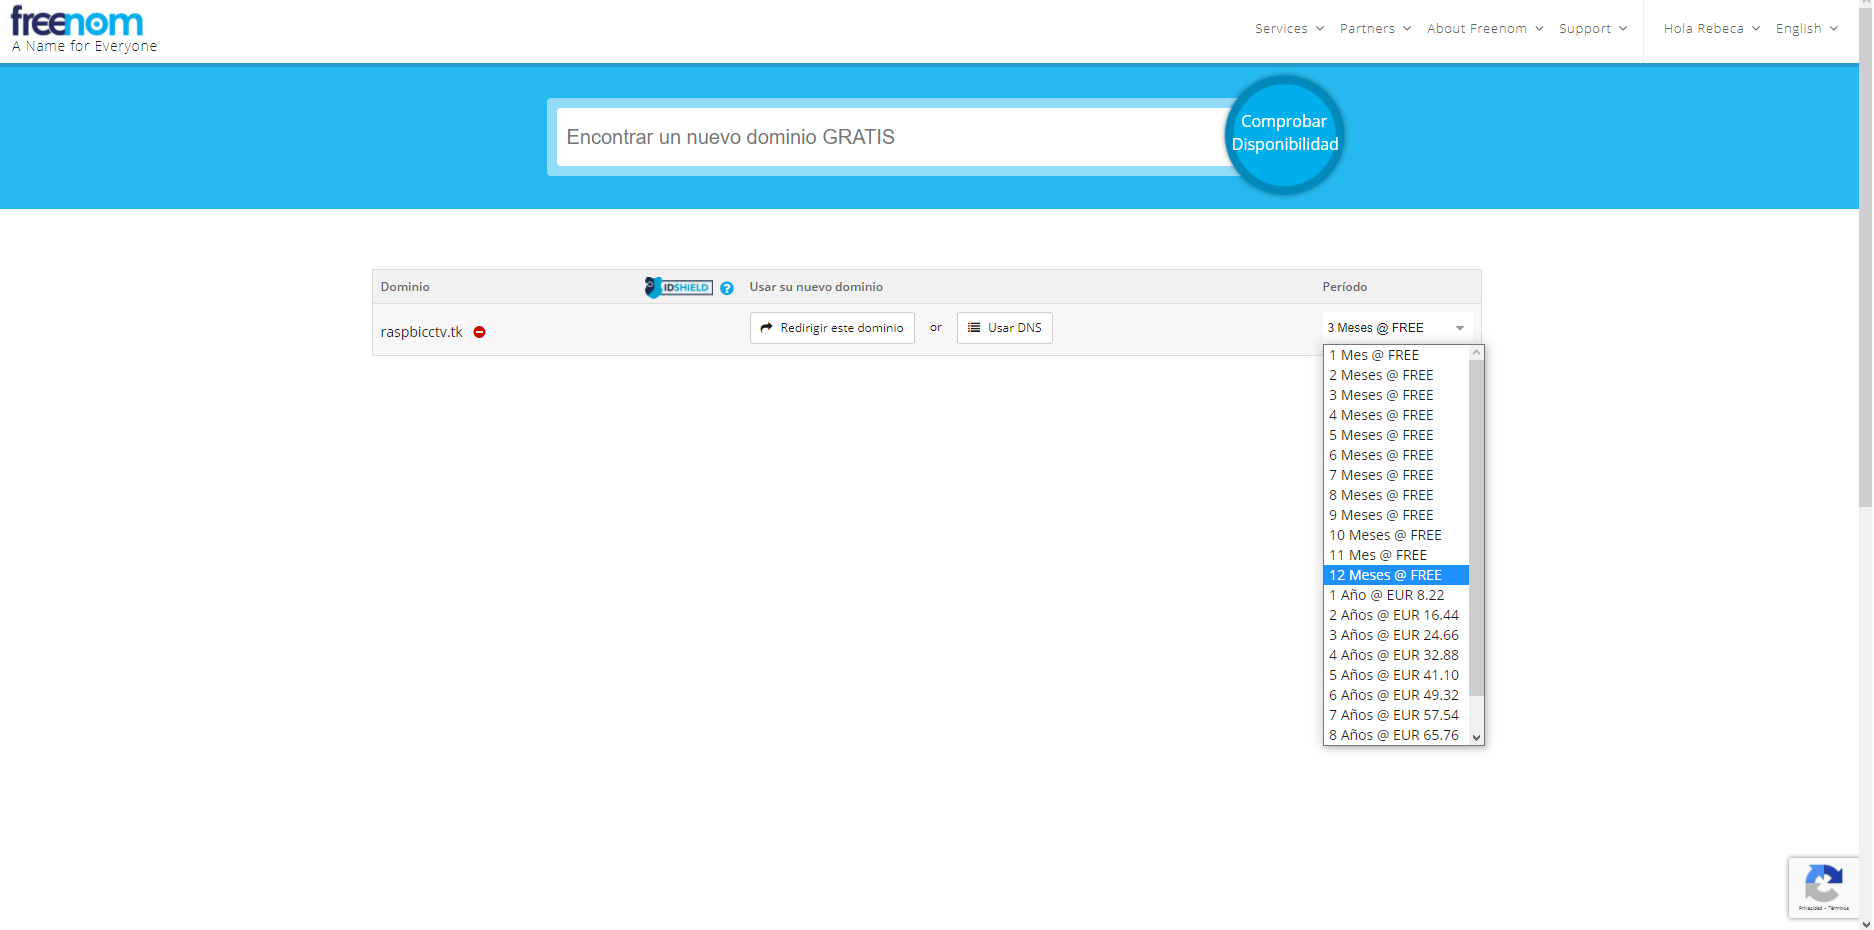 freenom
A Name for Everyone
Services Partners About Freenom Support Hola Rebeca English
Encontrar un nuevo dominio GRATIS
Comprobar
Disponibilidad
Dominio IDSHIELD ? Usar su nuevo dominio Período
raspbicctv.tk Redirigir este dominio or Usar DNS 3 Meses @ FREE
1 Mes @ FREE
2 Meses @ FREE
3 Meses @ FREE
4 Meses @ FREE
5 Meses @ FREE
6 Meses @ FREE
7 Meses @ FREE
8 Meses @ FREE
9 Meses @ FREE
10 Meses @ FREE
11 Mes @ FREE
12 Meses @ FREE
1 Año @ EUR 8.22
2 Años @ EUR 16.44
3 Años @ EUR 24.66
4 Años @ EUR 32.88
5 Años @ EUR 41.10
6 Años @ EUR 49.32
7 Años @ EUR 57.54
8 Años @ EUR 65.76
Privacidad - Términos